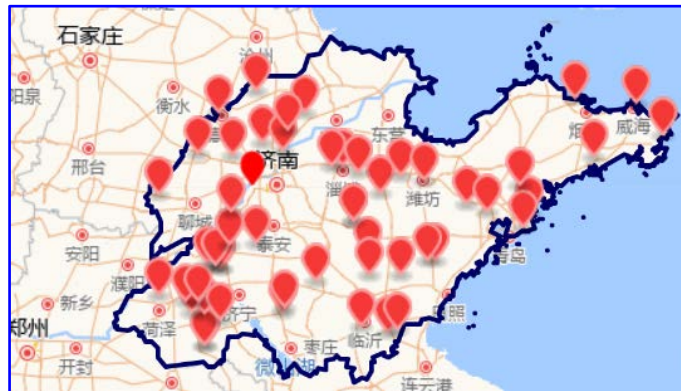 石家庄
沧州
阳泉
衡水
德
烟
威海
东营
邢台
济南
淄
潍坊
聊城
安阳
泰安
青岛
濮阳
新乡
济宁
日照
菏泽
郑州
临沂
枣庄
开封
微山湖
连云港